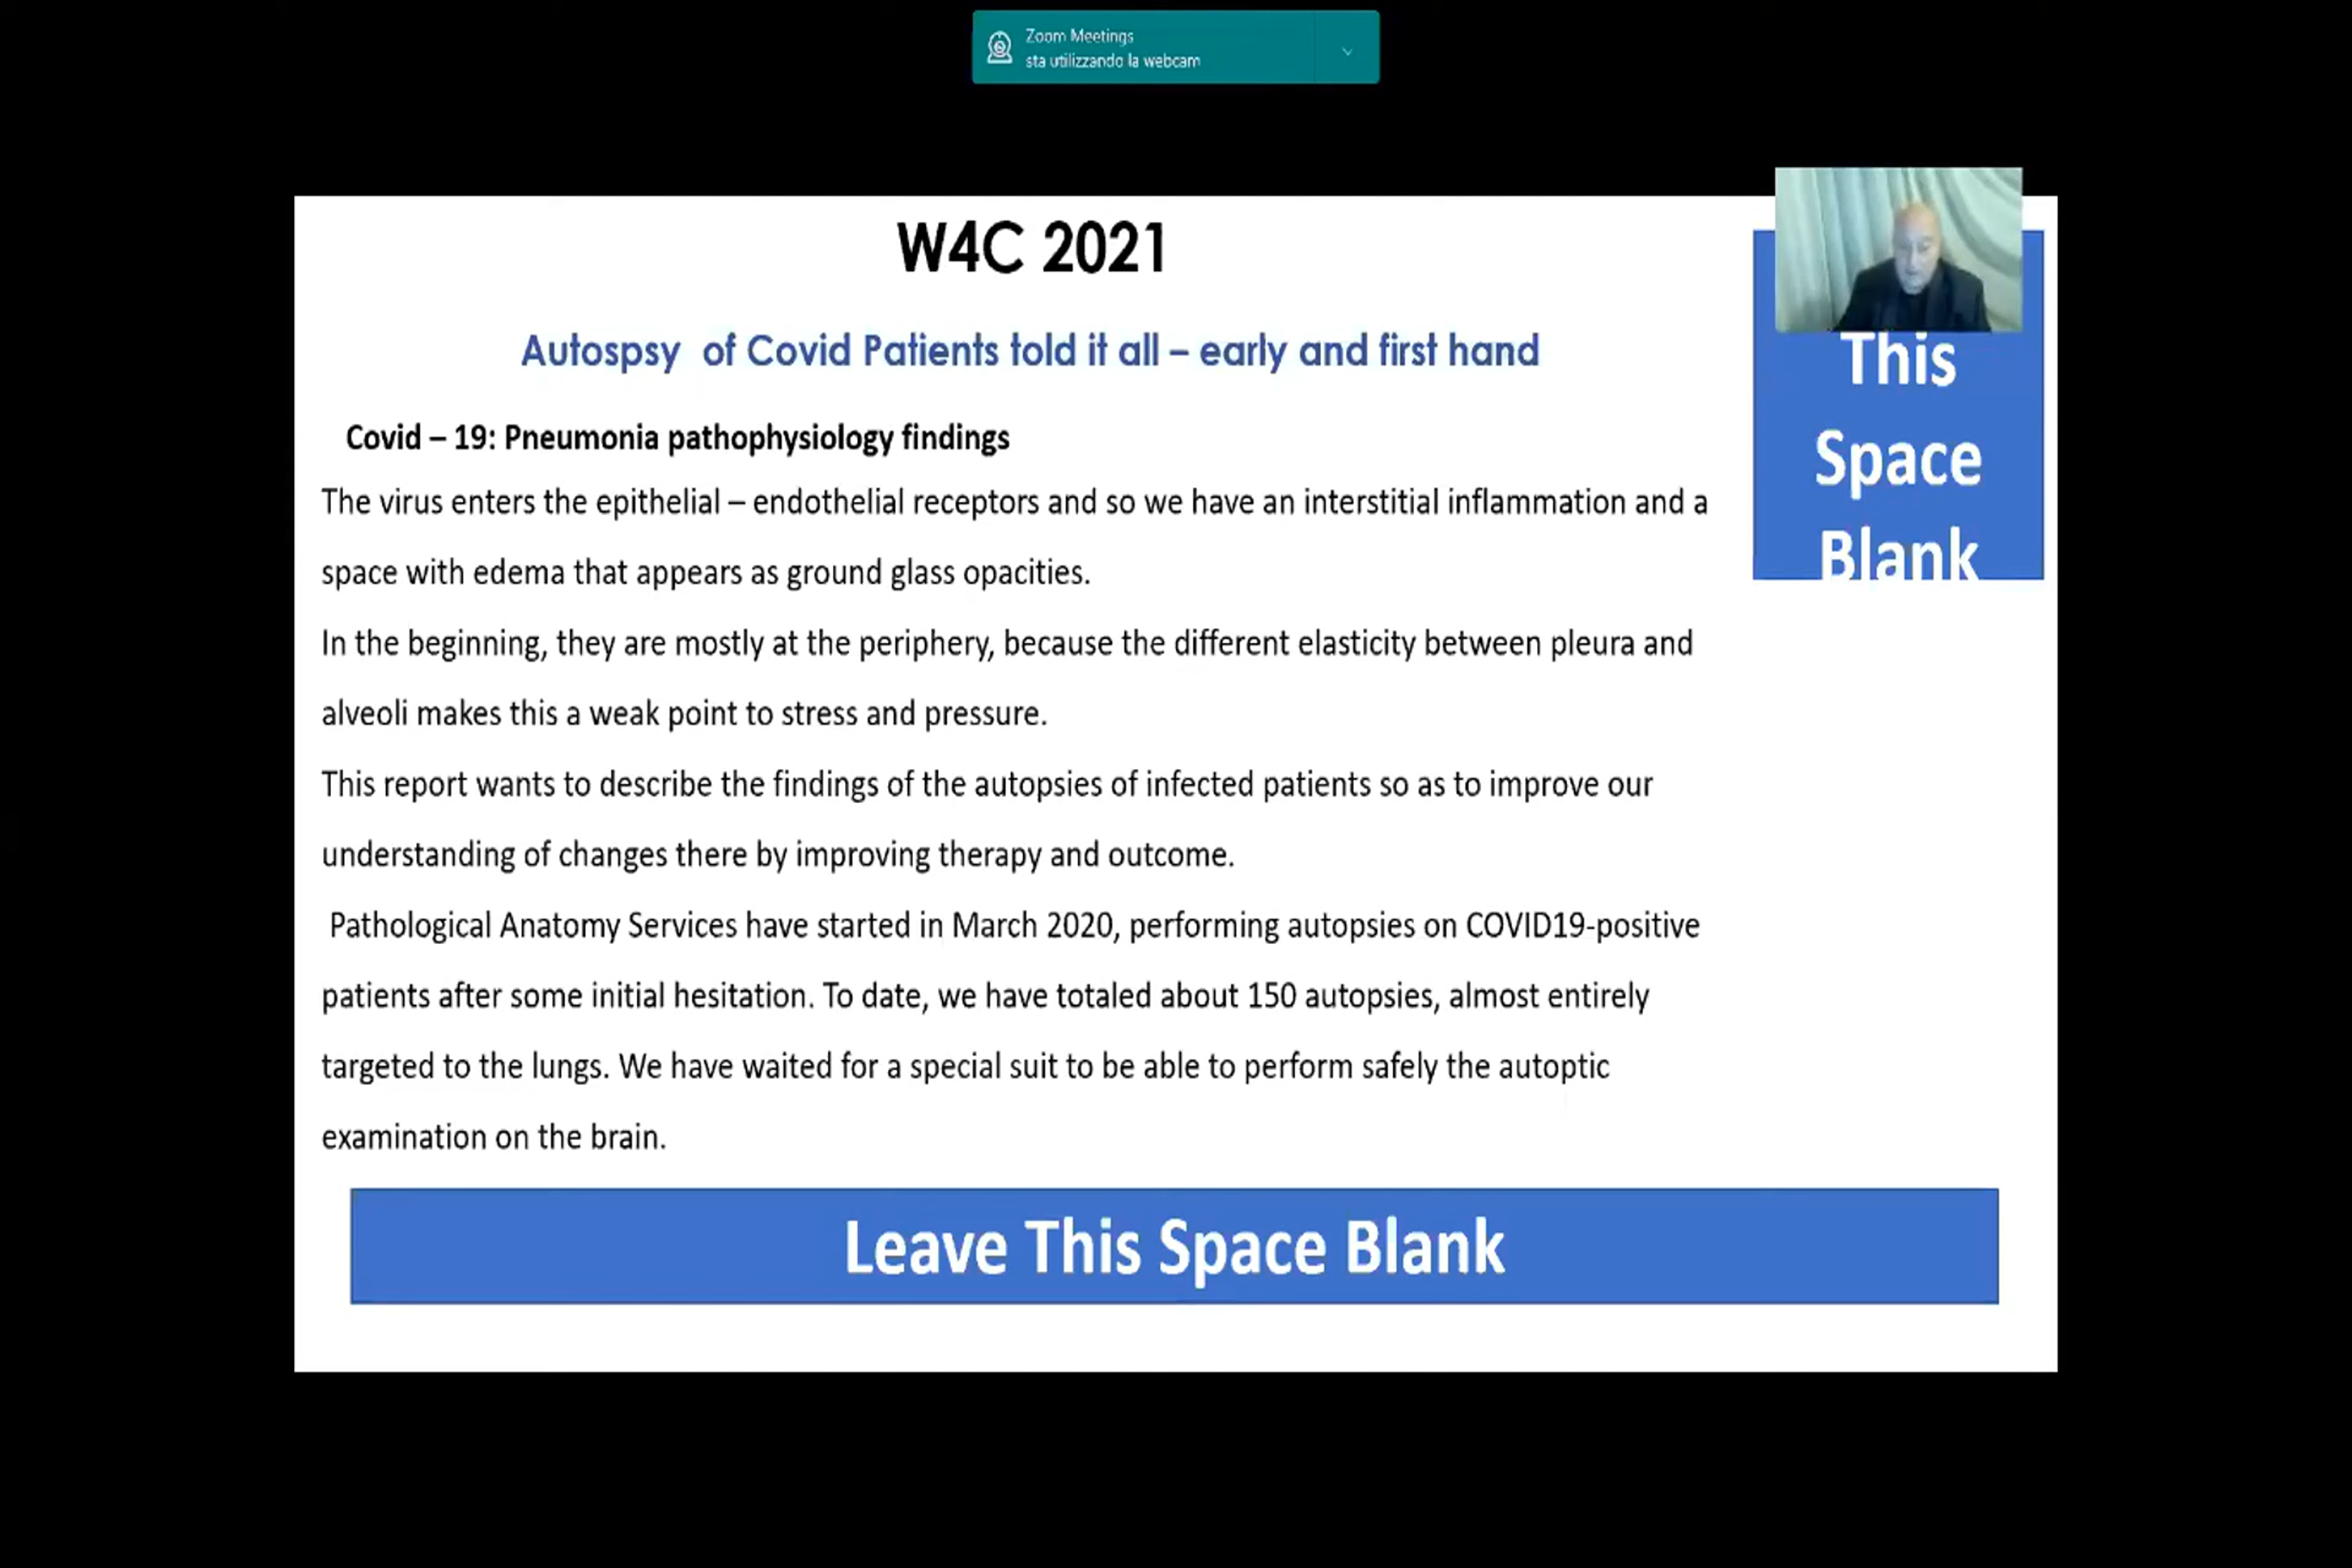 Zoom Meetings
sta utilizzando la webcam
W4C 2021
Autospsy of Covid Patients told it all – early and first hand
This
Space
Blank
Covid – 19: Pneumonia pathophysiology findings
The virus enters the epithelial – endothelial receptors and so we have an interstitial inflammation and a
space with edema that appears as ground glass opacities.
In the beginning, they are mostly at the periphery, because the different elasticity between pleura and
alveoli makes this a weak point to stress and pressure.
This report wants to describe the findings of the autopsies of infected patients so as to improve our
understanding of changes there by improving therapy and outcome.
Pathological Anatomy Services have started in March 2020, performing autopsies on COVID19-positive
patients after some initial hesitation. To date, we have totaled about 150 autopsies, almost entirely
targeted to the lungs. We have waited for a special suit to be able to perform safely the autoptic
examination on the brain.
Leave This Space Blank